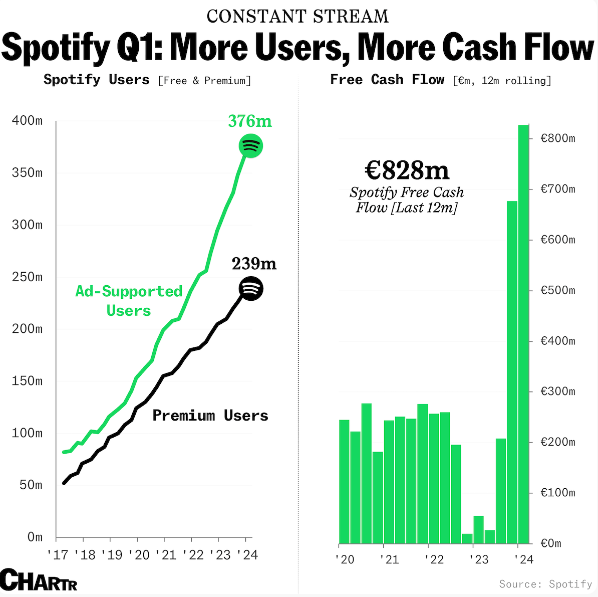 CONSTANT STREAM
Spotify Q1: More Users, More Cash Flow
Spotify Users [Free & Premium]
400m
350m
300m
250m
200m
150m
100m
50m
0m
376m
239m
Ad-Supported
Users
Premium Users
'17 '18 '19 '20 '21 '22 '23 '24
Free Cash Flow [€m, 12m rolling]
€828m
Spotify Free Cash
Flow [Last 12m]
€800m
€700m
€600m
€500m
€400m
€300m
€200m
€100m
€0m
'20 '21 '22 '23 '24
CHARTR
Source: Spotify